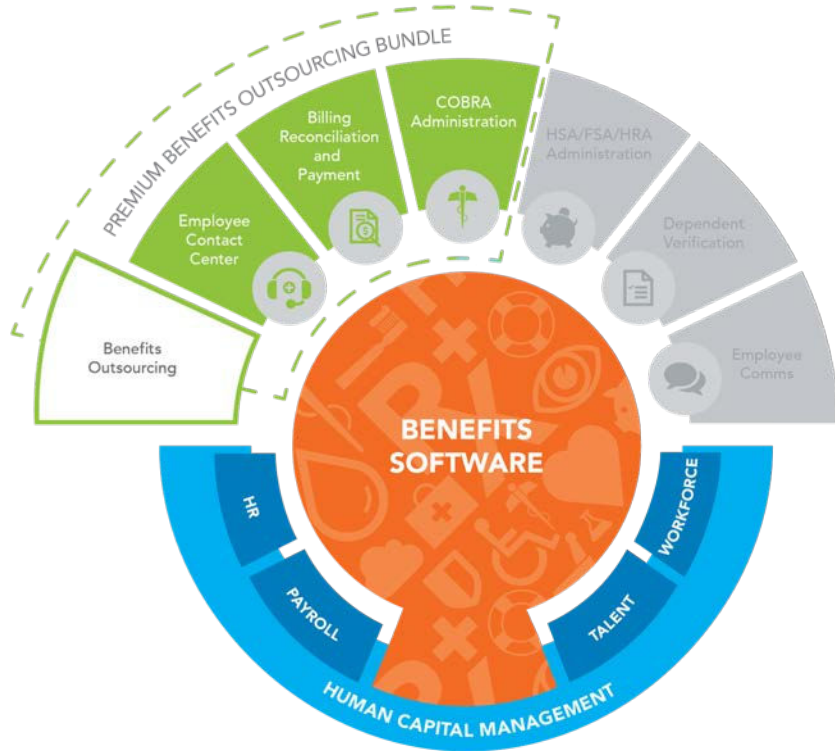 PREMIUM BENEFITS OUTSOURCING BUNDLE
Benefits
Outsourcing
Employee
Contact
Center
Billing
Reconciliation
and
Payment
COBRA
Administration
HSA/FSA/HRA
Administration
Dependent
Verification
Employee
Comms
BENEFITS
SOFTWARE
HR
PAYROLL
TALENT
WORKFORCE
HUMAN CAPITAL MANAGEMENT